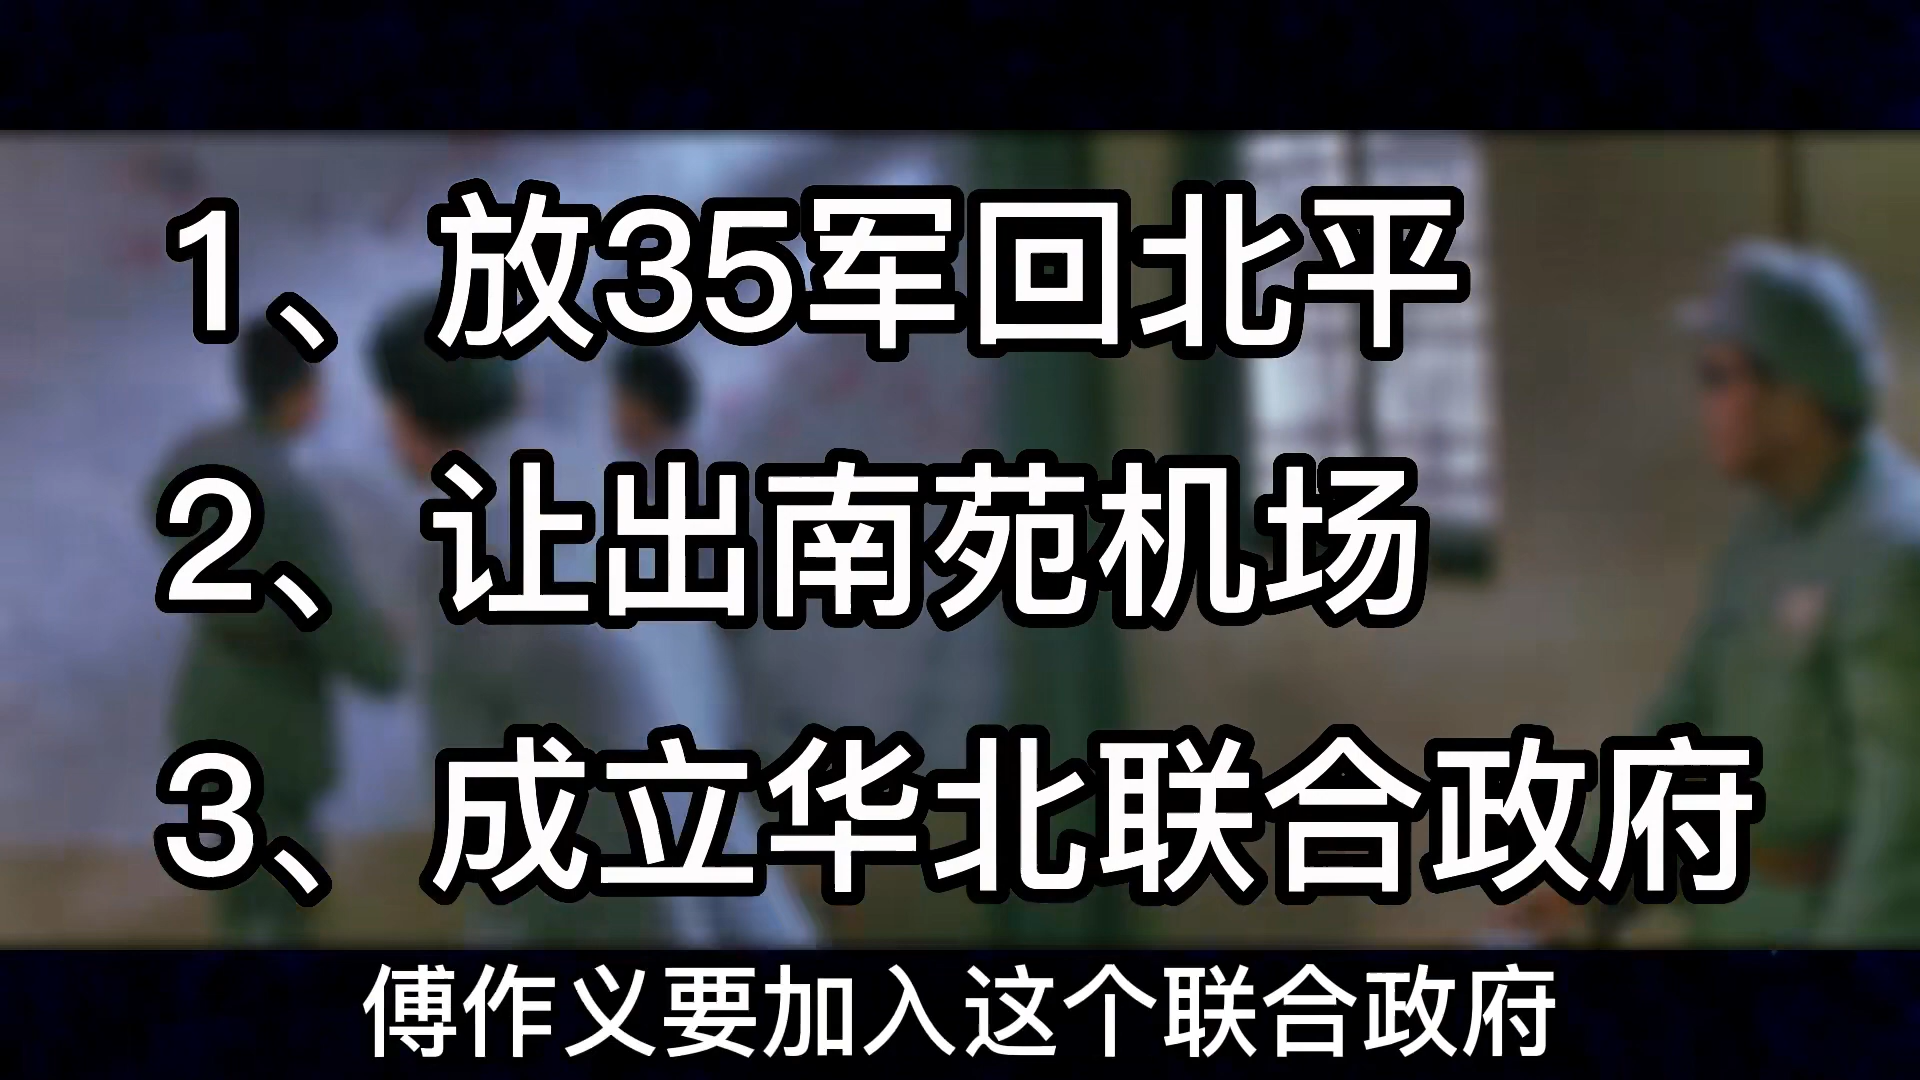 1、放35军回北平
2、让出南苑机场
3、成立华北联合政府
傅作义要加入这个联合政府